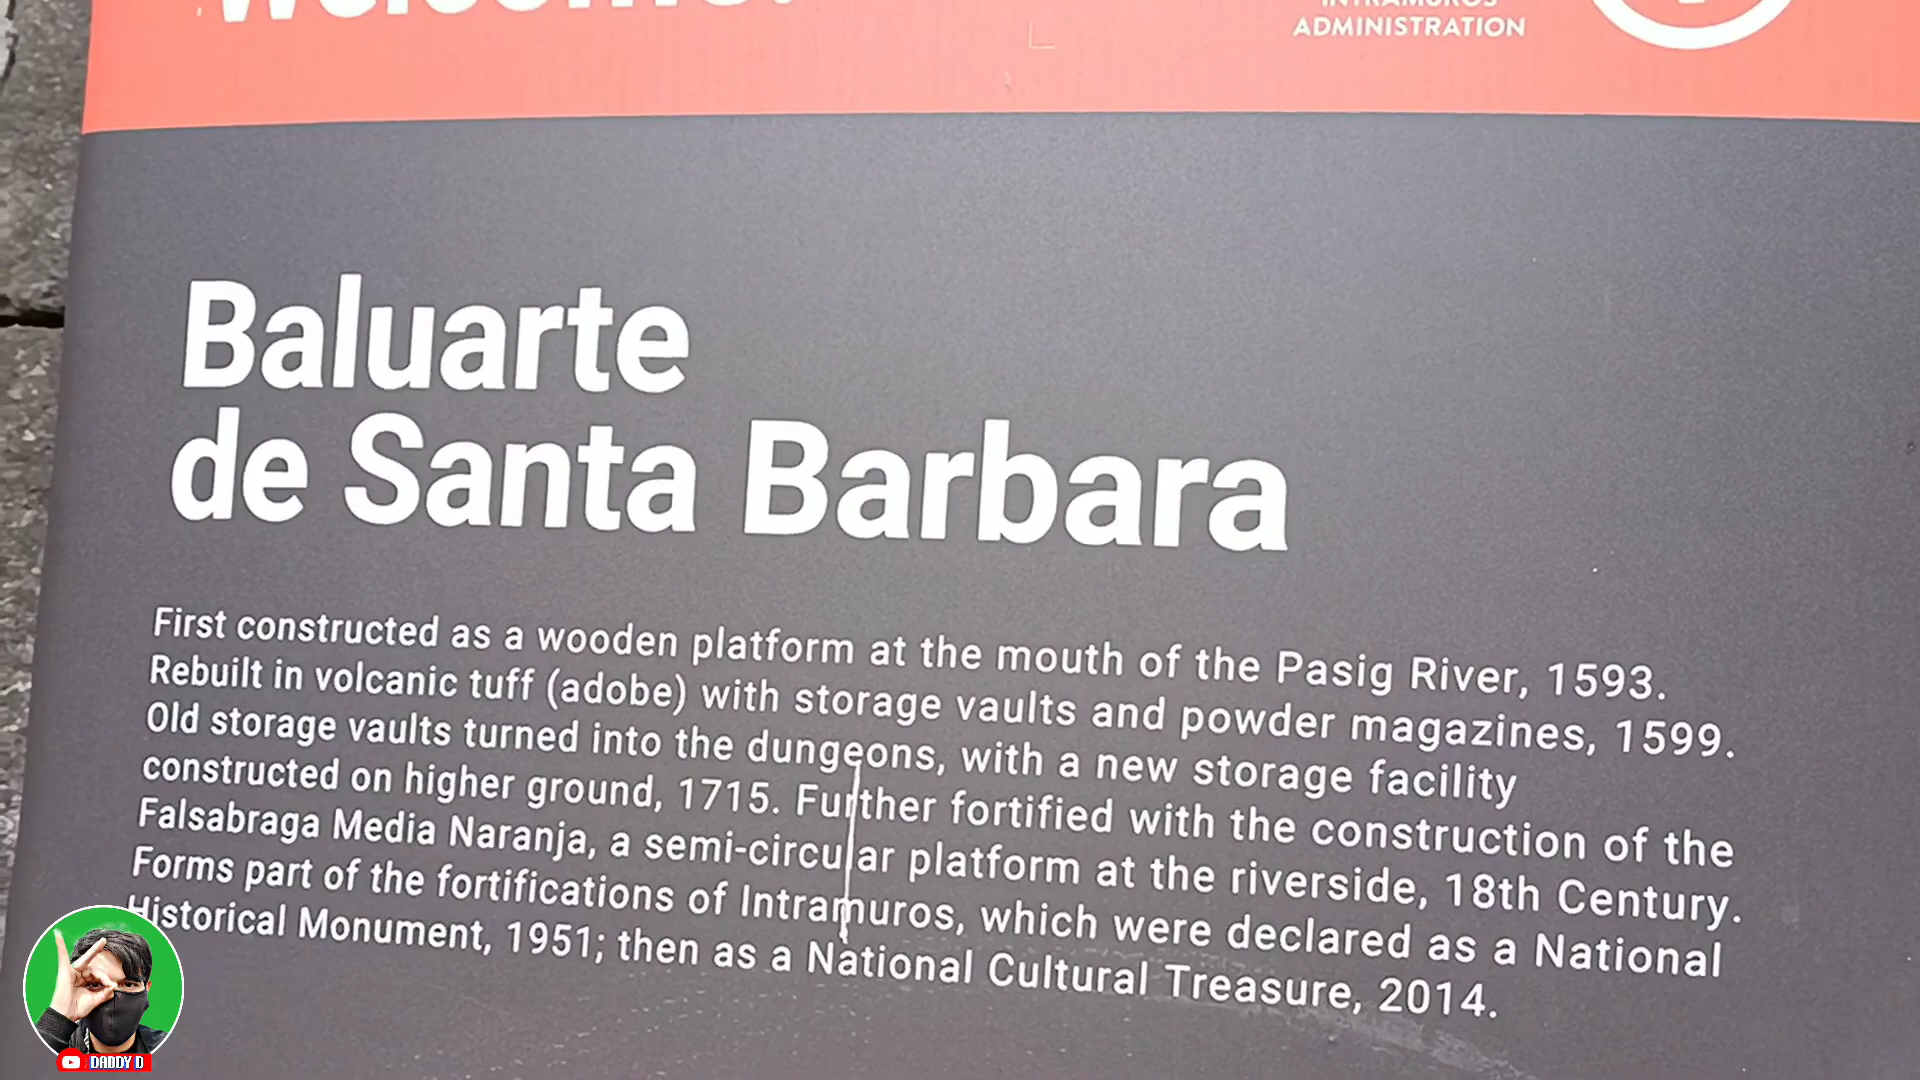 Welcome!
INTRAMUROS
ADMINISTRATION
Baluarte
de Santa Barbara
First constructed as a wooden platform at the mouth of the Pasig River, 1593.
Rebuilt in volcanic tuff (adobe) with storage vaults and powder magazines, 1599.
Old storage vaults turned into the dungeons, with a new storage facility
constructed on higher ground, 1715. Further fortified with the construction of the
Falsabraga Media Naranja, a semi-circular platform at the riverside, 18th Century.
Forms part of the fortifications of Intramuros, which were declared as a National
Historical Monument, 1951; then as a National Cultural Treasure, 2014.
DADDY D